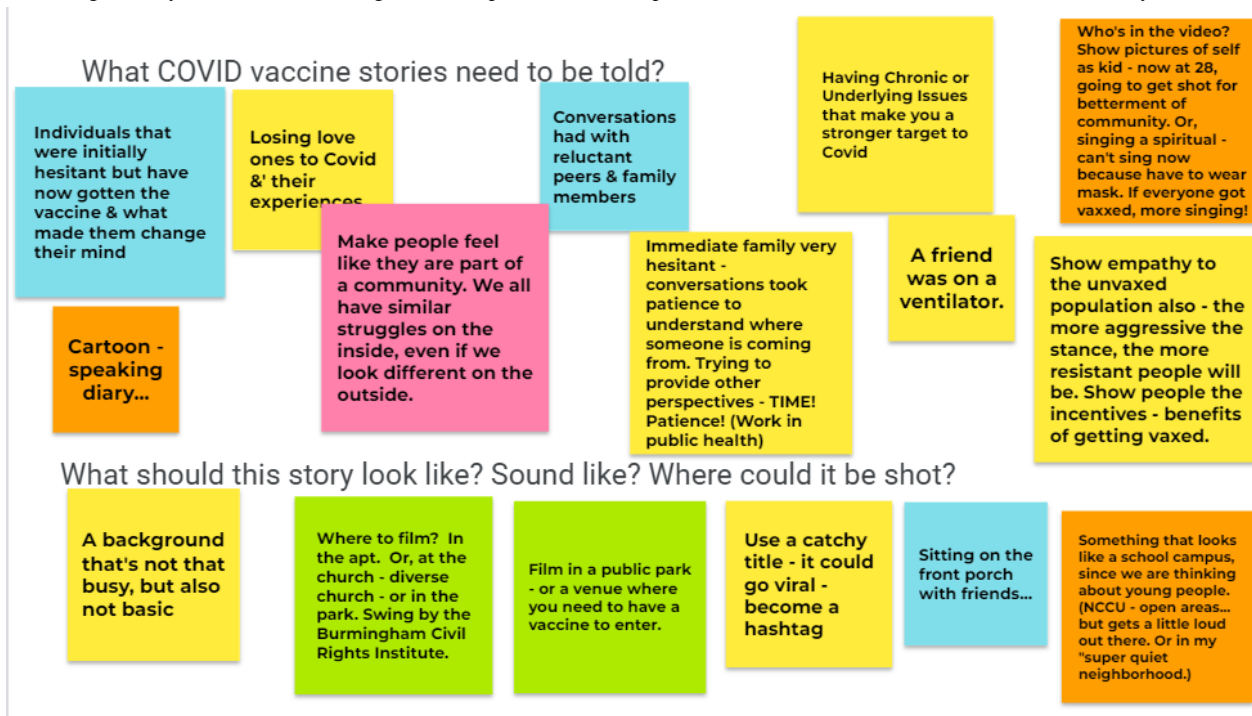 What COVID vaccine stories need to be told?
Individuals that
were initially
hesitant but have
now gotten the
vaccine & what
made them change
their mind
Losing love
ones to Covid
&' their
experiences
Conversations
had with
reluctant
peers & family
members
Having Chronic or
Underlying Issues
that make you a
stronger target to
Covid
Who's in the video?
Show pictures of self
as kid - now at 28,
going to get shot for
betterment of
community. Or,
singing a spiritual -
can't sing now
because have to wear
mask. If everyone got
vaxxed, more singing!
Cartoon -
speaking
diary...
Make people feel
like they are part of
a community. We all
have similar
struggles on the
inside, even if we
look different on the
outside.
Immediate family very
hesitant -
conversations took
patience to
understand where
someone is coming
from. Trying to
provide other
perspectives - TIME!
Patience! (Work in
public health)
A friend
was on a
ventilator.
Show empathy to
the unvaxed
population also - the
more aggressive the
stance, the more
resistant people will
be. Show people the
incentives - benefits
of getting vaxed.
What should this story look like? Sound like? Where could it be shot?
A background
that's not that
busy, but also
not basic
Where to film? In
the apt. Or, at the
church - diverse
church - or in the
park. Swing by the
Burmingham Civil
Rights Institute.
Film in a public park
- or a venue where
you need to have a
vaccine to enter.
Use a catchy
title - it could
go viral -
become a
hashtag
Sitting on the
front porch
with friends...
Something that looks
like a school campus,
since we are thinking
about young people.
(NCCU - open areas...
but gets a little loud
out there. Or in my
"super quiet
neighborhood.)